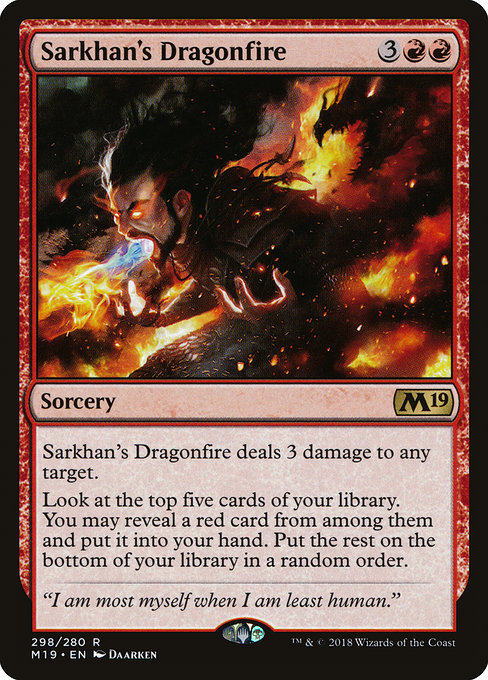 Sarkhan's Dragonfire 3
Sorcery M19
Sarkhan's Dragonfire deals 3 damage to any
target.
Look at the top five cards of your library.
You may reveal a red card from among them
and put it into your hand. Put the rest on the
bottom of your library in a random order.
“I am most myself when I am least human.”
298/280 R ™ & © 2018 Wizards of the Coast
M19 • EN Daarken